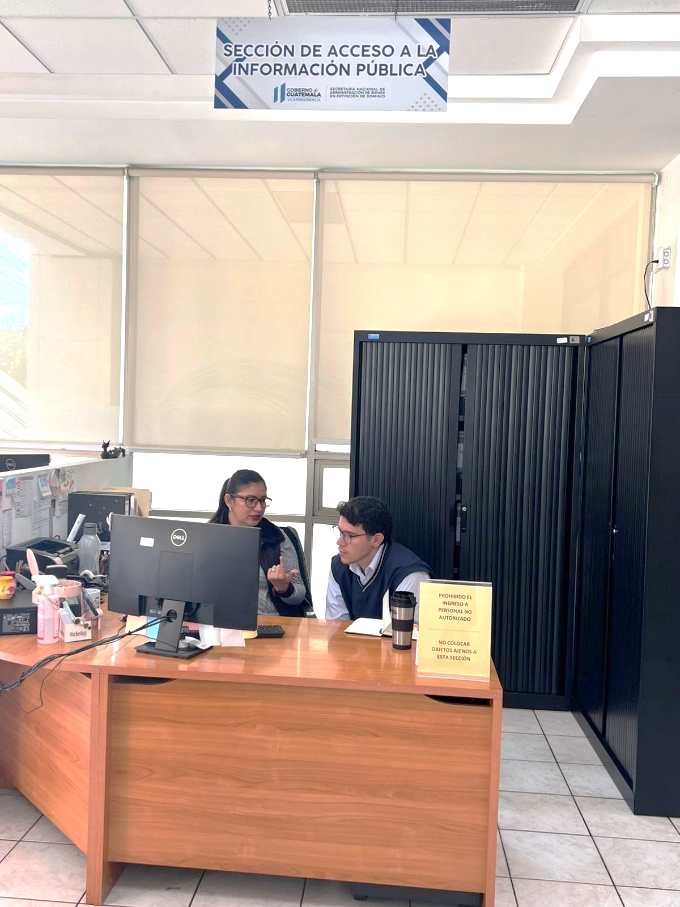 SECCIÓN DE ACCESO A LA
INFORMACIÓN PÚBLICA
GOBIERNO de
GUATEMALA
VICEPRESIDENCIA
SECRETARÍA NACIONAL DE
ADMINISTRACIÓN DE BIENES
EN EXTINCIÓN DE DOMINIO
DELL
PROHIBIDO EL
INGRESO A
PERSONAL NO
AUTORIZADO
NO COLOCAR
OBJETOS AJENOS A
ESTA SECCIÓN